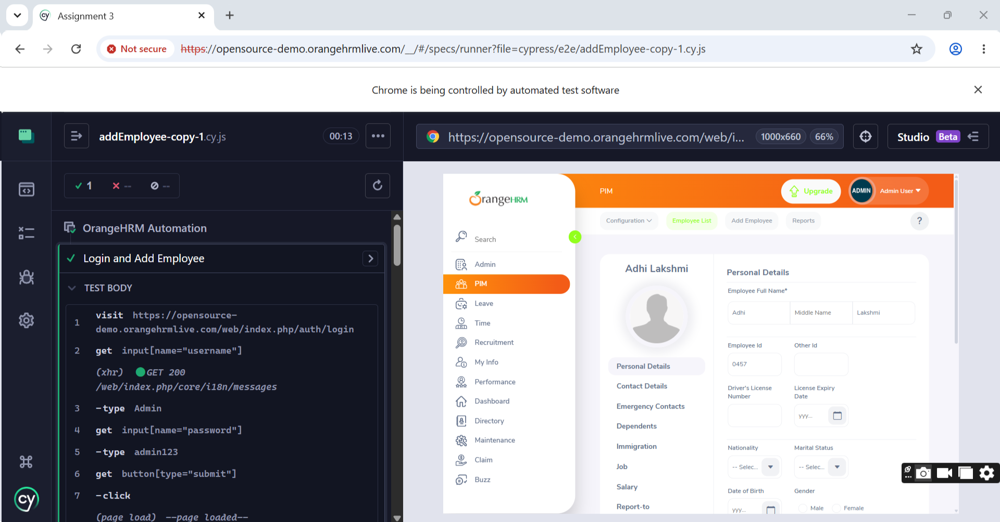 Assignment 3
Not secure
https://opensource-demo.orangehrmlive.com/__/#/specs/runner?file=cypress/e2e/addEmployee-copy-1.cy.js
Chrome is being controlled by automated test software
addEmployee-copy-1.cy.js
00:13
https://opensource-demo.orangehrmlive.com/web/i...
1000x660
66%
Studio
Beta
1
--
--
OrangeHRM Automation
Login and Add Employee
TEST BODY
1 visit https://opensource-
demo.orangehrmlive.com/web/index.php/auth/login
2 get input[name="username"]
(xhr) GET 200
/web/index.php/core/i18n/messages
3 -type Admin
4 get input[name="password"]
5 -type admin123
6 get button[type="submit"]
7 -click
(page load) --page loaded--
cy
OrangeHRM
Search
Admin
PIM
Leave
Time
Recruitment
My Info
Performance
Dashboard
Directory
Maintenance
Claim
Buzz
PIM
Upgrade
ADMIN
Admin User
Configuration
Employee List
Add Employee
Reports
?
Adhi Lakshmi
Personal Details
Contact Details
Emergency Contacts
Dependents
Immigration
Job
Salary
Report-to
Personal Details
Employee Full Name*
Adhi
Middle Name
Lakshmi
Employee Id
Other Id
0457
Driver's License
Number
License Expiry
Date
yyy...
Nationality
Marital Status
-- Selec...
-- Selec...
Date of Birth
Gender
yyy...
Male
Female